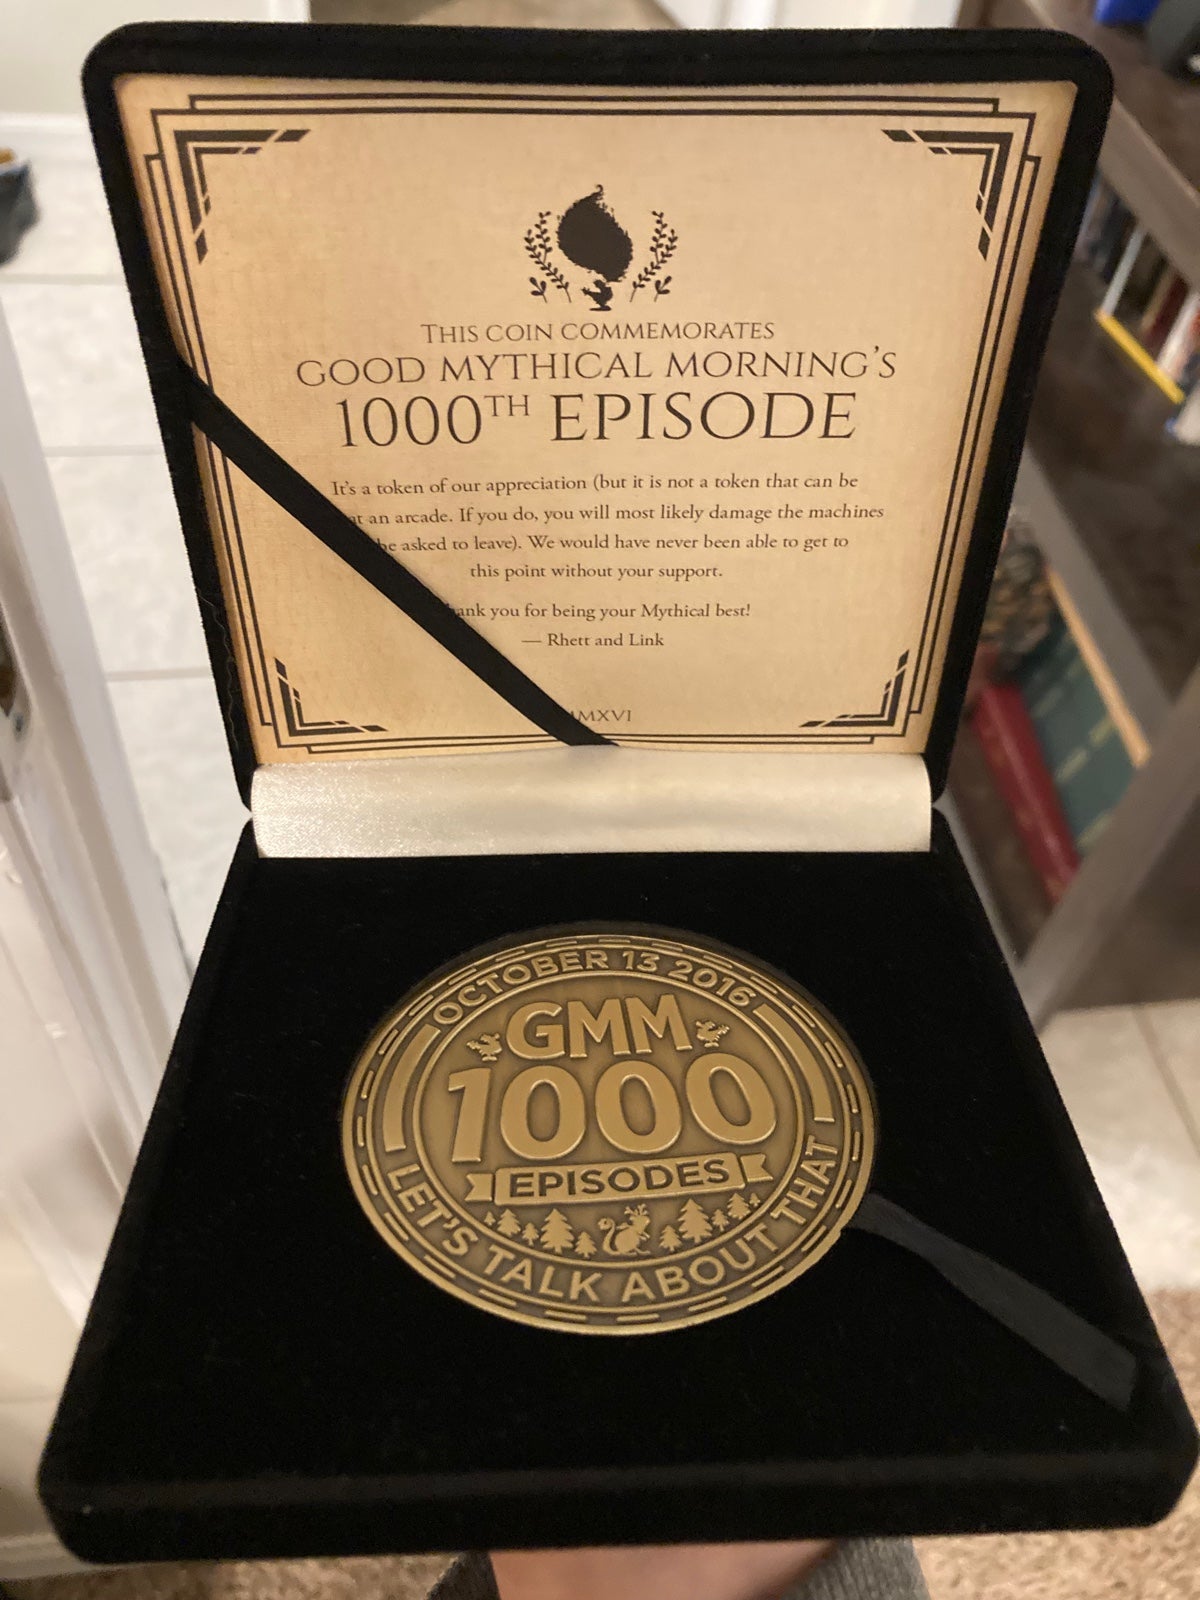 THIS COIN COMMEMORATES
GOOD MYTHICAL MORNING'S
1000TH EPISODE
It's a token of our appreciation (but it is not a token that can be
at an arcade. If you do, you will most likely damage the machines
be asked to leave). We would have never been able to get to
this point without your support.
you for being your Mythical best!
— Rhett and Link
OCTOBER 13 2016
GMM
1000
EPISODES
LET'S TALK ABOUT THAT